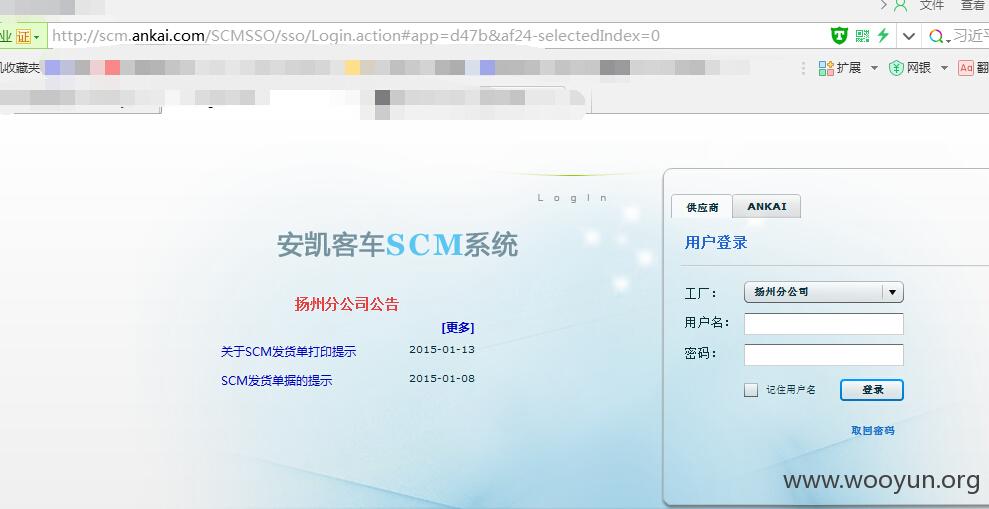 文件 查看
业 证 http://scm.ankai.com/SCMSSO/sso/Login.action#app=d47b&af24-selectedIndex=0 习近平
收藏夹 扩展 网银 Aa 翻
LogIn
供应商 ANKAI
安凯客车SCM系统
用户登录
扬州分公司公告
工厂： 扬州分公司
[更多]
用户名：
关于SCM发货单打印提示 2015-01-13
密码：
SCM发货单据的提示 2015-01-08
记住用户名 登录
取回密码
www.wooyun.org